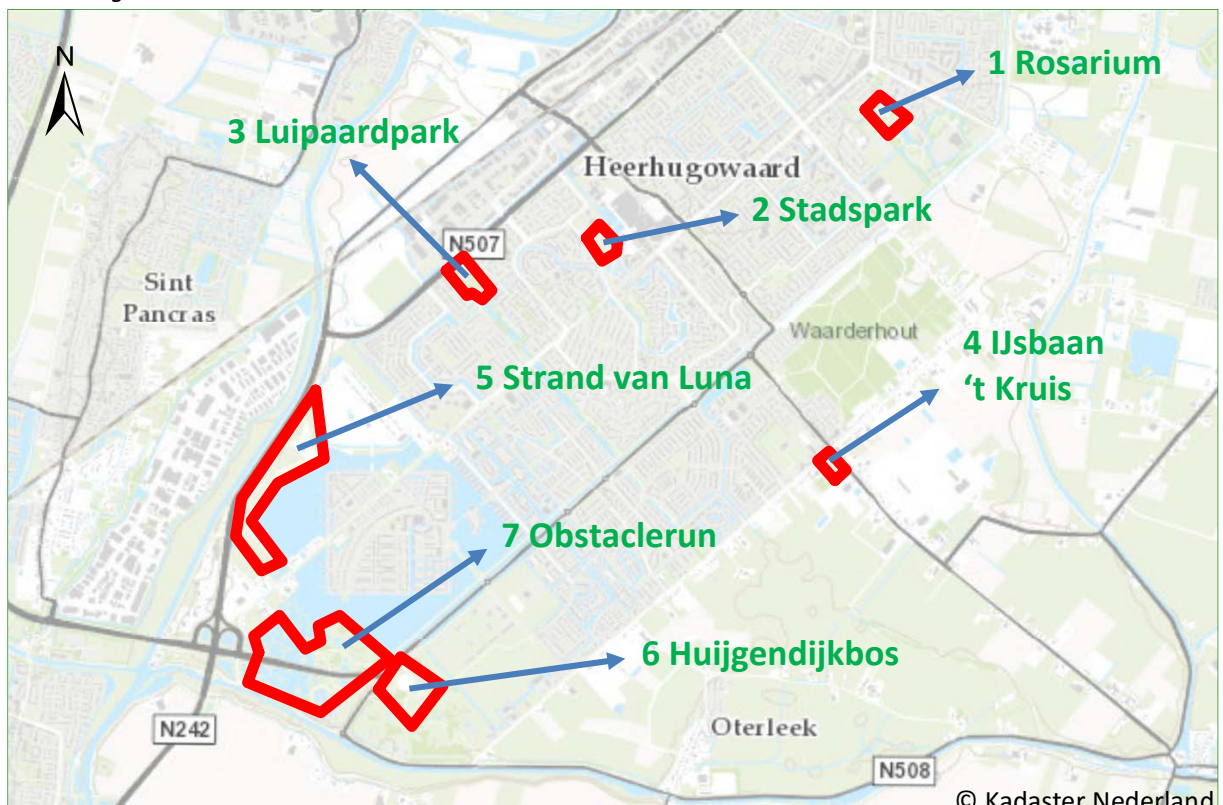 N
1 Rosarium
3 Luipaardpark
Heerhugowaard
2 Stadspark
N507
Sint
Pancras
Waarderhout
4 IJsbaan
‘t Kruis
5 Strand van Luna
7 Obstaclerun
6 Huijgendijkbos
N242
Oterleek
N508
© Kadaster Nederland